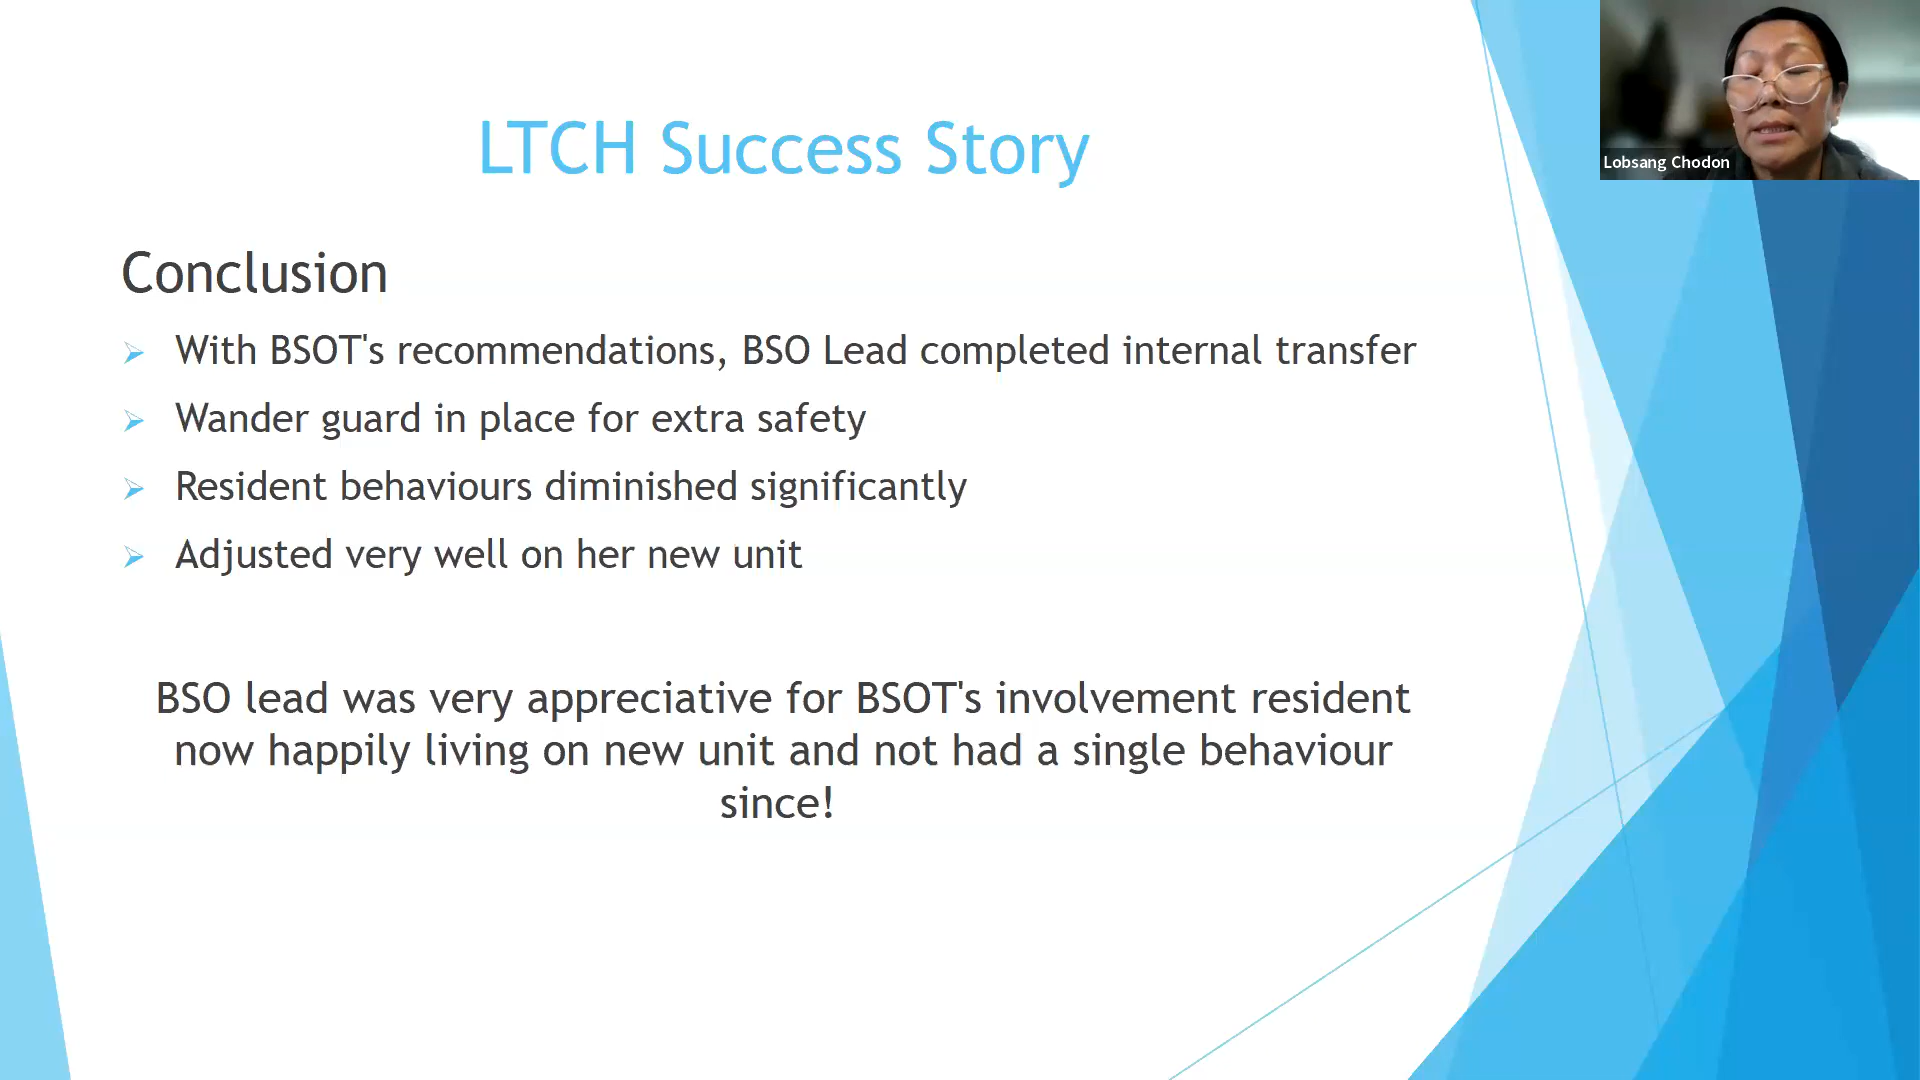 LTCH Success Story
Lobsang Chodon
Conclusion
With BSOT's recommendations, BSO Lead completed internal transfer
Wander guard in place for extra safety
Resident behaviours diminished significantly
Adjusted very well on her new unit
BSO lead was very appreciative for BSOT's involvement resident
now happily living on new unit and not had a single behaviour
since!